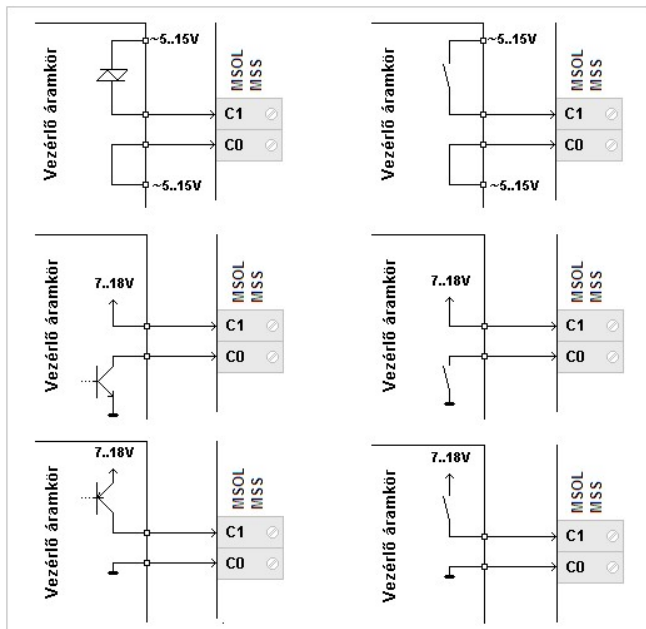 Vezérlő áramkör
~5..15V
MSOL
MSS
C1
C0
~5..15V
Vezérlő áramkör
~5..15V
MSOL
MSS
C1
C0
~5..15V
Vezérlő áramkör
7..18V
MSOL
MSS
C1
C0
Vezérlő áramkör
7..18V
MSOL
MSS
C1
C0
Vezérlő áramkör
7..18V
MSOL
MSS
C1
C0
Vezérlő áramkör
7..18V
MSOL
MSS
C1
C0